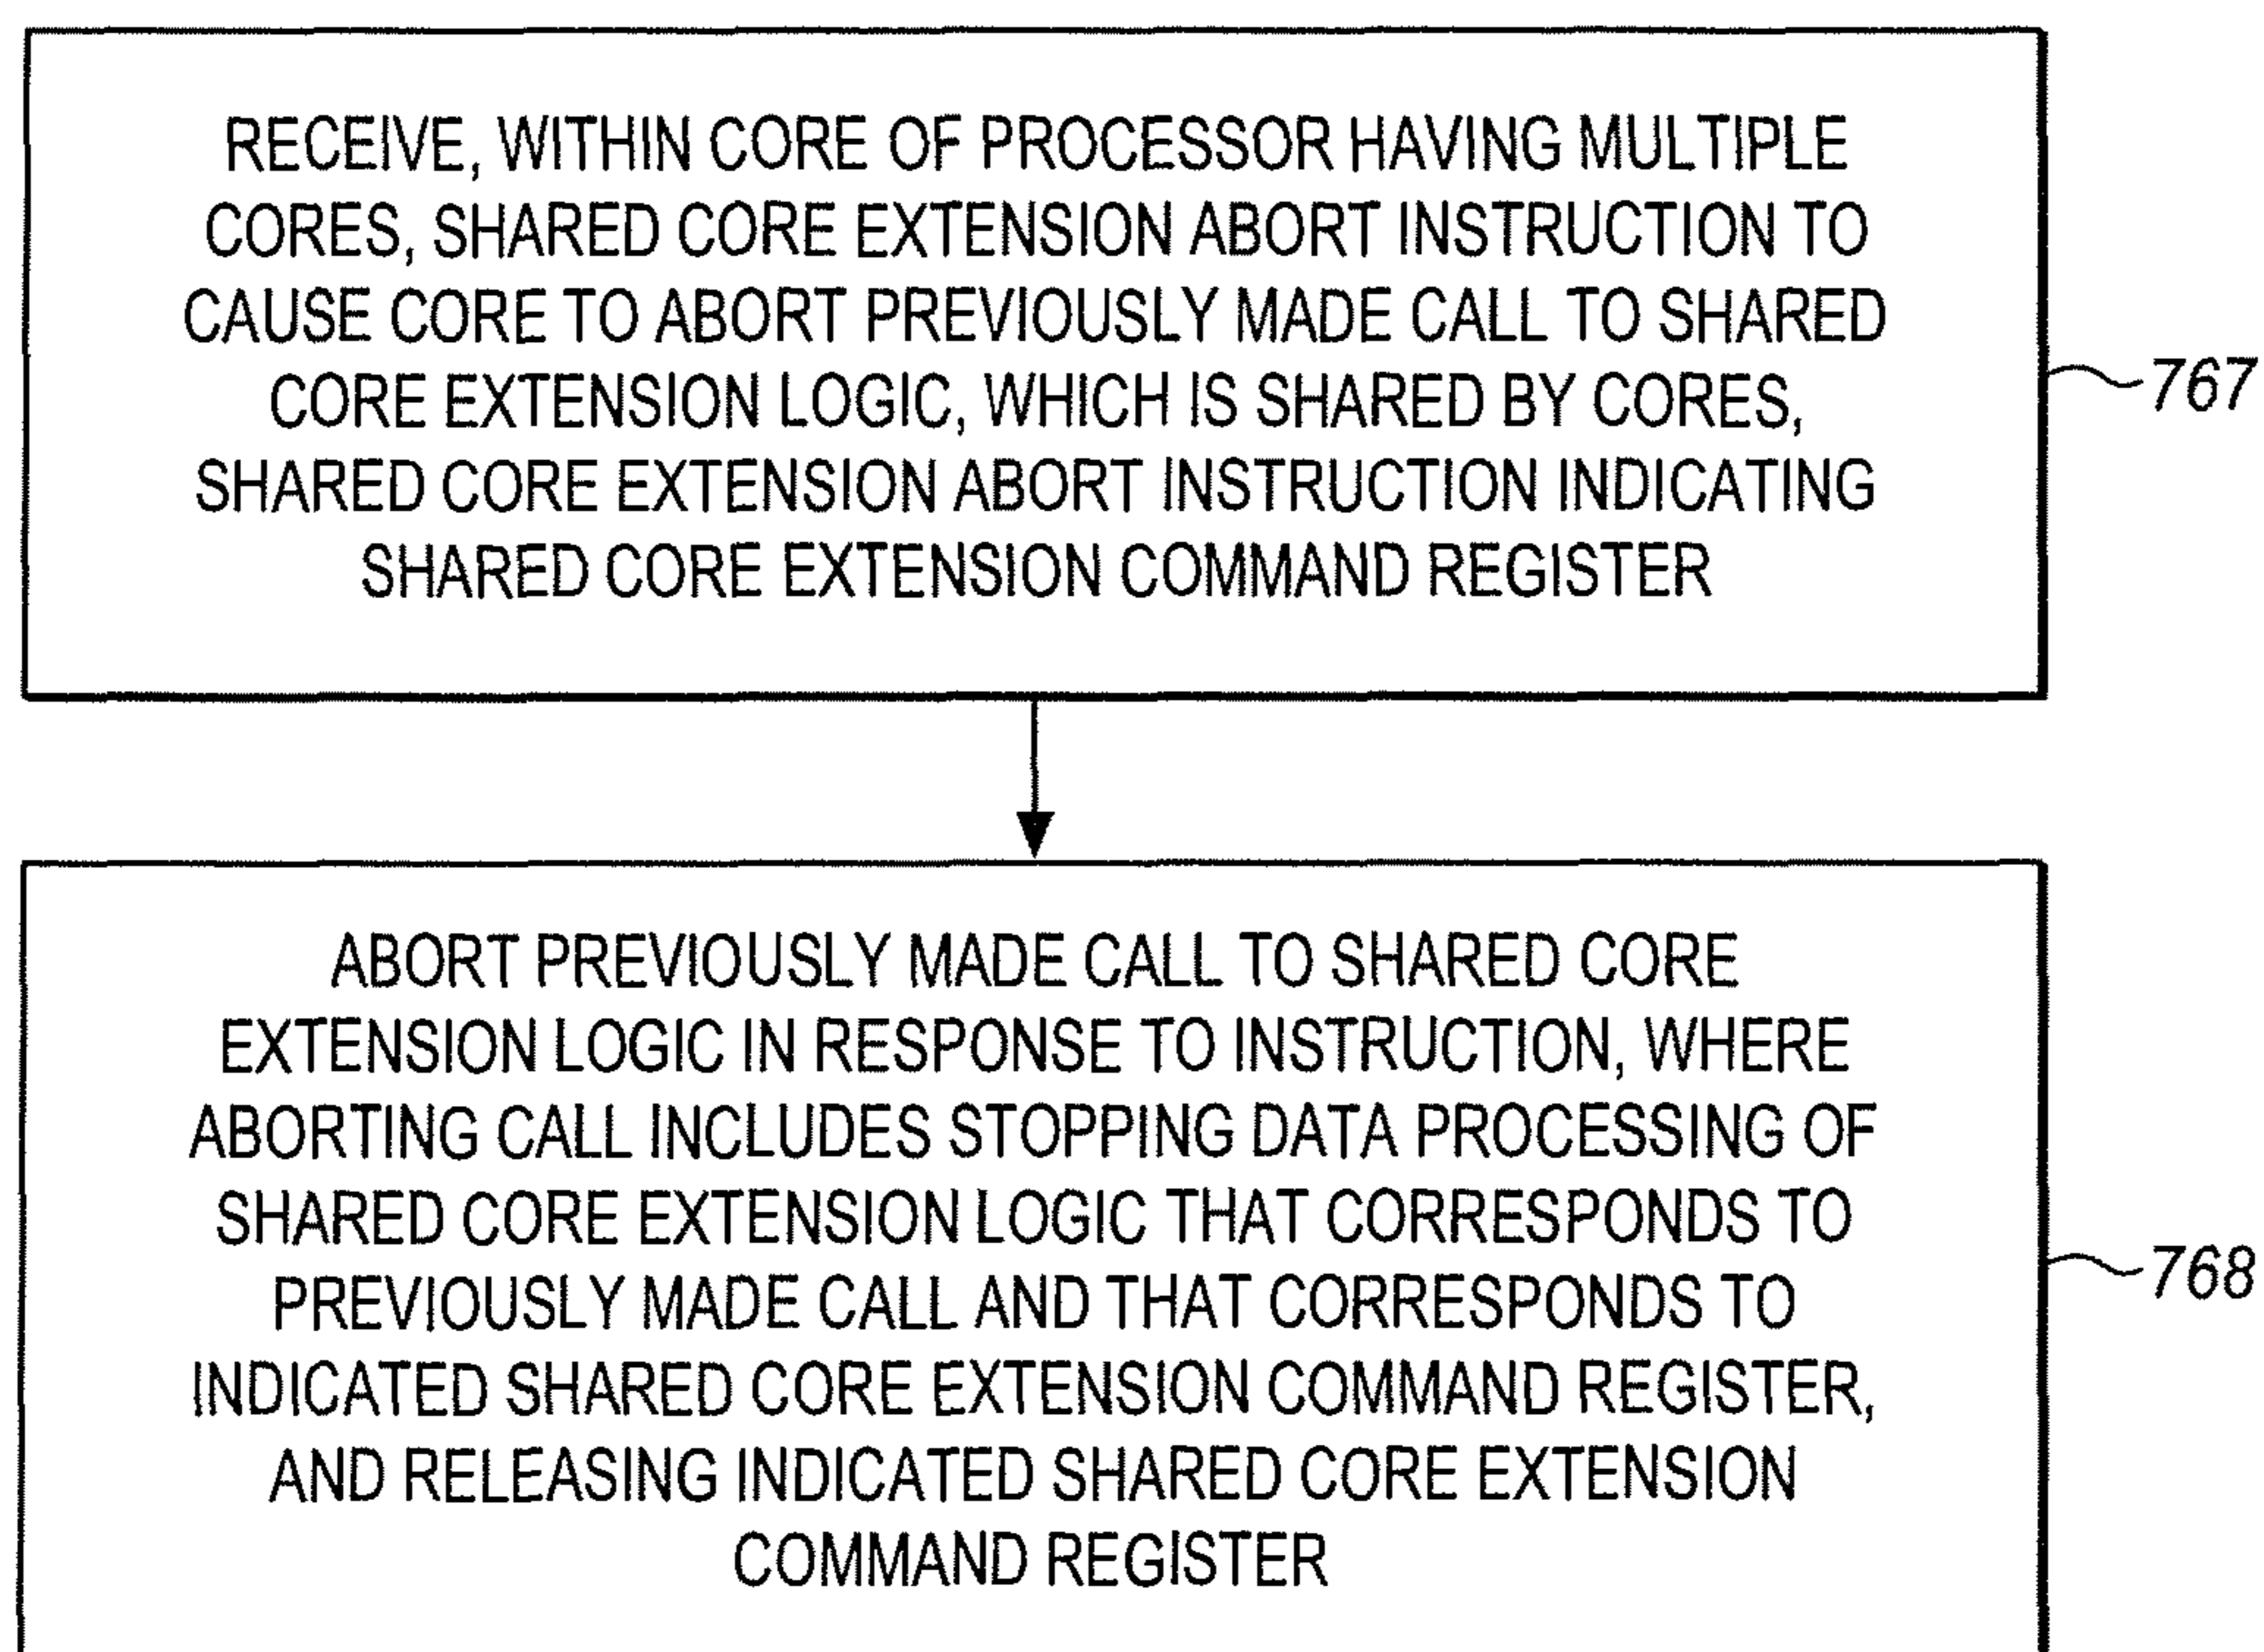 RECEIVE, WITHIN CORE OF PROCESSOR HAVING MULTIPLE
CORES, SHARED CORE EXTENSION ABORT INSTRUCTION TO
CAUSE CORE TO ABORT PREVIOUSLY MADE CALL TO SHARED
CORE EXTENSION LOGIC, WHICH IS SHARED BY CORES,
SHARED CORE EXTENSION ABORT INSTRUCTION INDICATING
SHARED CORE EXTENSION COMMAND REGISTER
767
ABORT PREVIOUSLY MADE CALL TO SHARED CORE
EXTENSION LOGIC IN RESPONSE TO INSTRUCTION, WHERE
ABORTING CALL INCLUDES STOPPING DATA PROCESSING OF
SHARED CORE EXTENSION LOGIC THAT CORRESPONDS TO
PREVIOUSLY MADE CALL AND THAT CORRESPONDS TO
INDICATED SHARED CORE EXTENSION COMMAND REGISTER,
AND RELEASING INDICATED SHARED CORE EXTENSION
COMMAND REGISTER
768